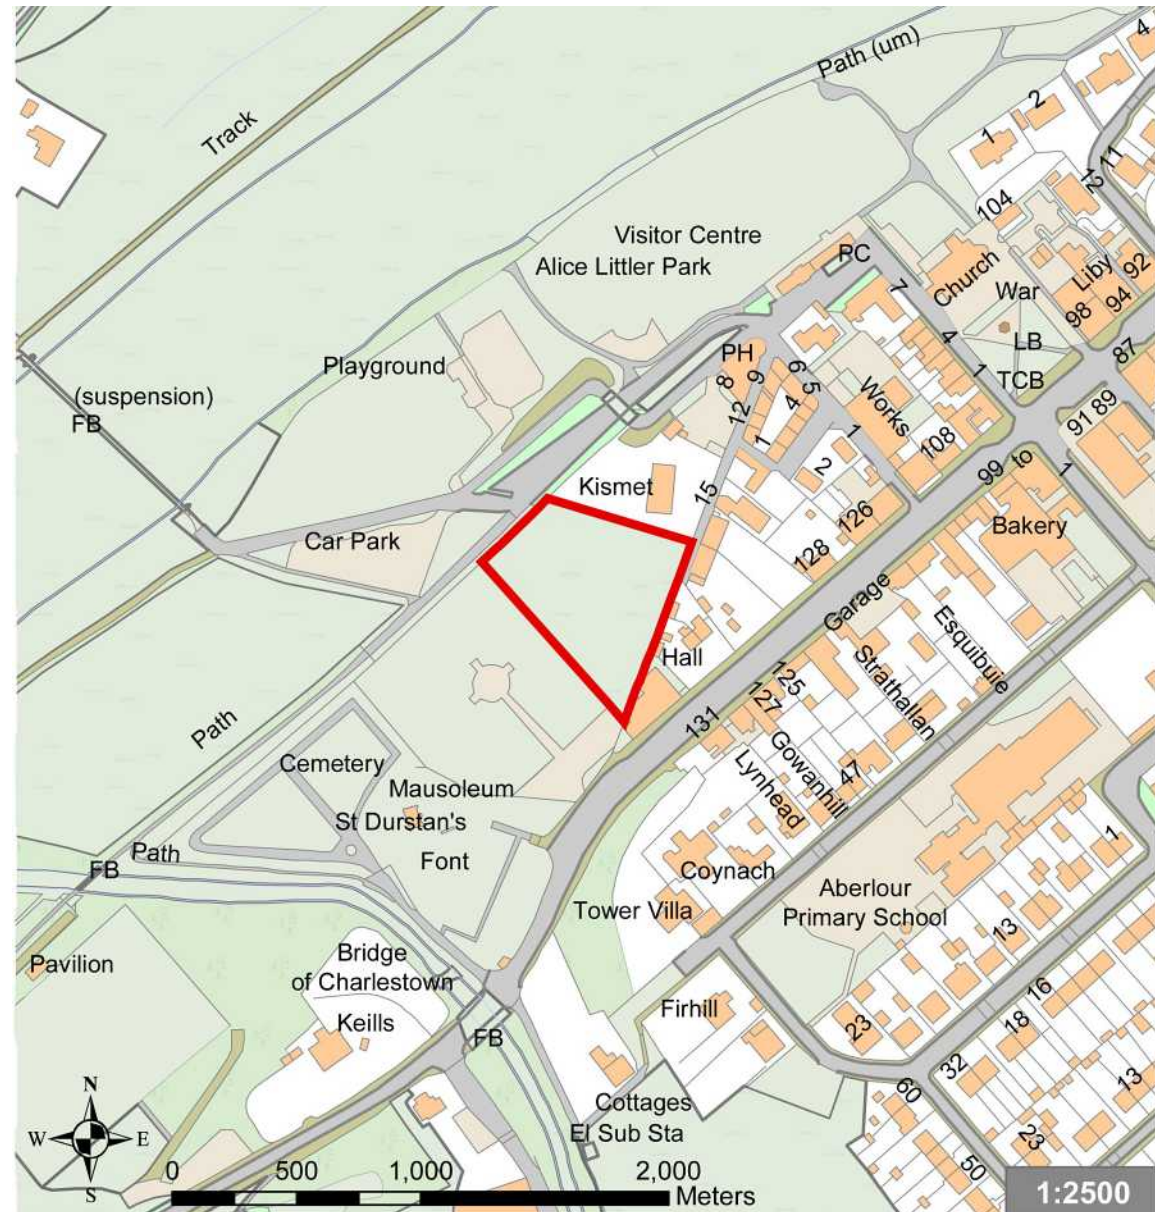 4
Path (um)
2
1
Track
11
12
104
Visitor Centre
Alice Littler Park
PC
Church
War
Liby
92
94
98
7
4
1
LB
TCB
87
Playground
PH
8
9
6
5
12
4
1
Works
1
108
91 89
(suspension)
FB
99 to
1
Kismet
15
2
126
128
Bakery
Car Park
Garage
Esquibuie
Hall
Strathallan
125
127
131
Gowanhill
47
Lynhead
Path
Cemetery
Mausoleum
St Durstan's
Font
FB
Path
1
Coynach
Aberlour
Primary School
Tower Villa
13
Pavilion
Bridge
of Charlestown
Keills
FB
Firhill
23
16
18
32
60
13
23
50
Cottages
El Sub Sta
N
W
E
S
0
500
1,000
2,000
Meters
1:2500